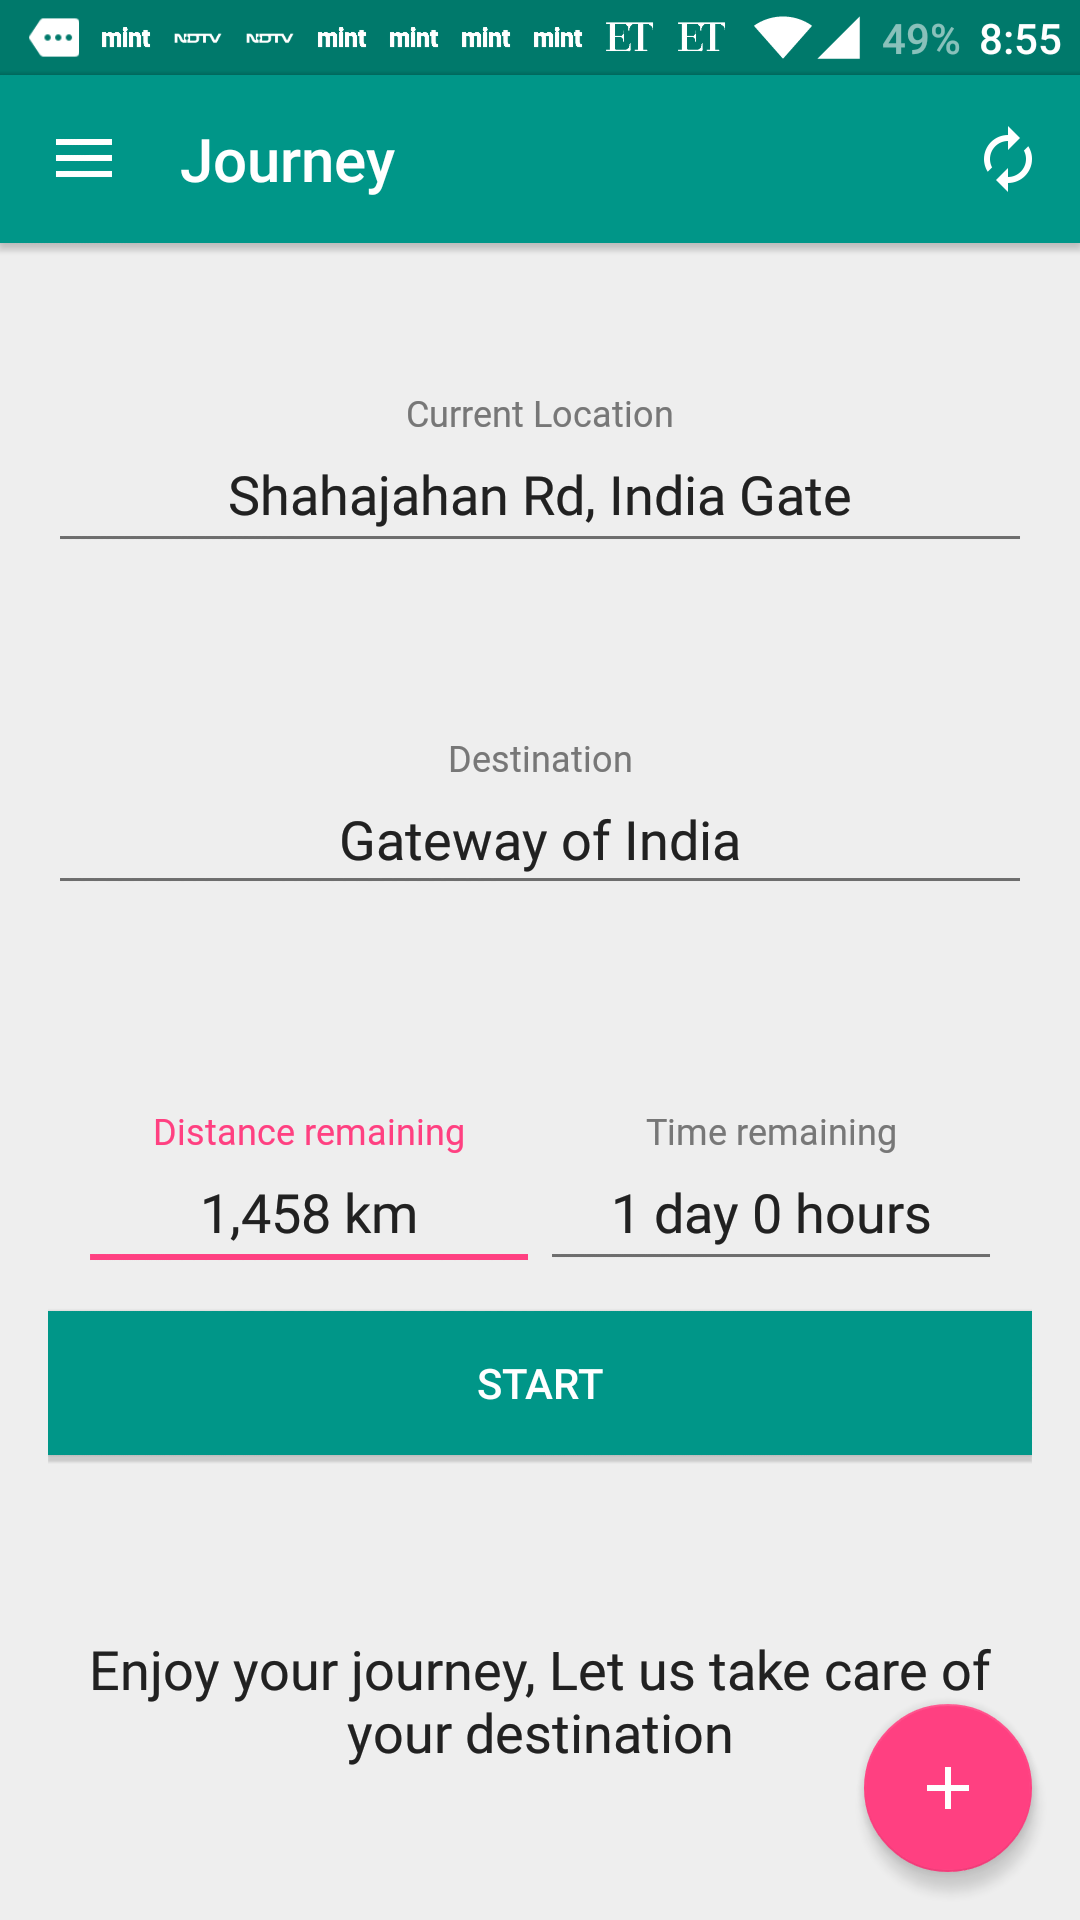 mint NDTV NDTV mint mint mint mint ET ET 49% 8:55
Journey
Current Location
Shahajahan Rd, India Gate
Destination
Gateway of India
Distance remaining Time remaining
1,458 km 1 day 0 hours
START
Enjoy your journey, Let us take care of
your destination